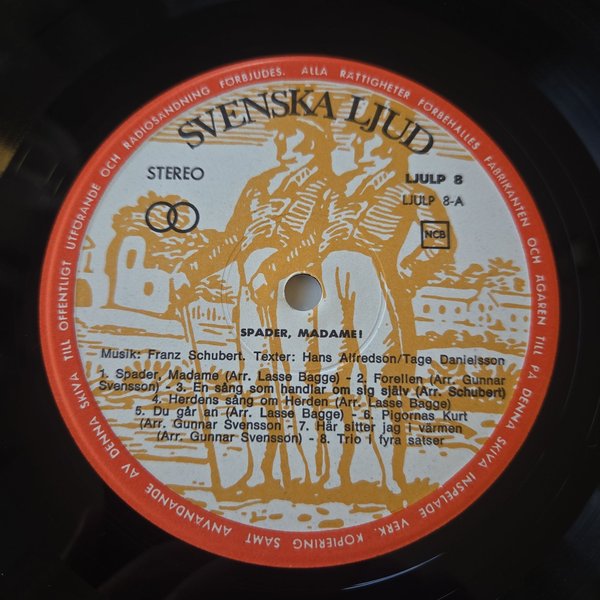 SVENSKA LJUD
STEREO
LJULP 8
LJULP 8-A
NCB
SPADER, MADAME!
Musik: Franz Schubert. Texter: Hans Alfredson/Tage Danielsson
1. Spader, Madame (Arr. Lasse Bagge) - 2. Forellen (Arr. Gunnar
Svensson) - 3. En sång som handlar om sig själv (Arr. Schubert)
4. Herdens sång om Herden (Arr. Lasse Bagge)
5. Du går an (Arr. Lasse Bagge) - 6. Pigornas Kurt
(Arr. Gunnar Svensson - 7. Här sitter jag i värmen
(Arr. Gunnar Svensson) - 8. Trio i fyra satser
ALLA RÄTTIGHETER FÖRBEHÅLLES FABRIKANTEN OCH ÄGAREN TILL PÅ DENNA SKIVA INSPELADE VERK. KOPIERING SAMT ANVÄNDANDE AV DENNA SKIVA TILL OFFENTLIGT UTFÖRANDE OCH RADIOSÄNDNING FÖRBJUDES.